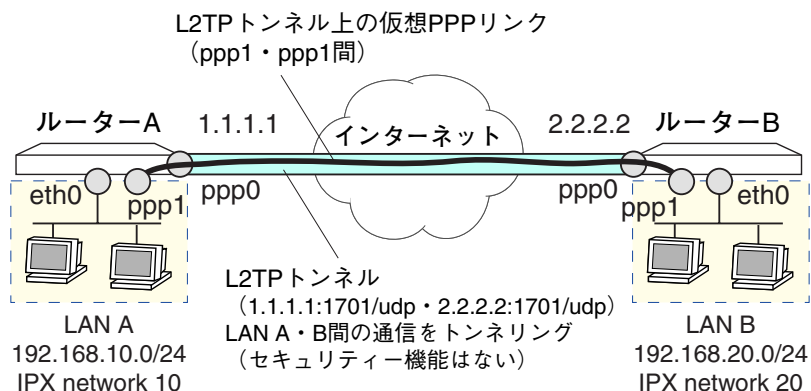 L2TPトンネル上の仮想PPPリンク
（ppp1・ppp1間）
ルーターA
1.1.1.1
インターネット
2.2.2.2
ルーターB
eth0
ppp1
ppp0
ppp0
ppp1
eth0
L2TPトンネル
（1.1.1.1:1701/udp・2.2.2.2:1701/udp）
LAN A・B間の通信をトンネリング
（セキュリティー機能はない）
LAN A
192.168.10.0/24
IPX network 10
LAN B
192.168.20.0/24
IPX network 20